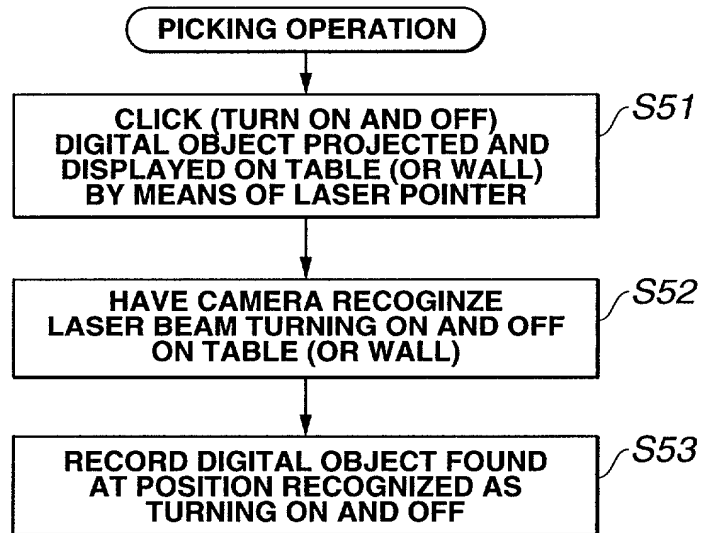 PICKING OPERATION
S51
CLICK (TURN ON AND OFF)
DIGITAL OBJECT PROJECTED AND
DISPLAYED ON TABLE (OR WALL)
BY MEANS OF LASER POINTER
S52
HAVE CAMERA RECOGINZE
LASER BEAM TURNING ON AND OFF
ON TABLE (OR WALL)
S53
RECORD DIGITAL OBJECT FOUND
AT POSITION RECOGNIZED AS
TURNING ON AND OFF